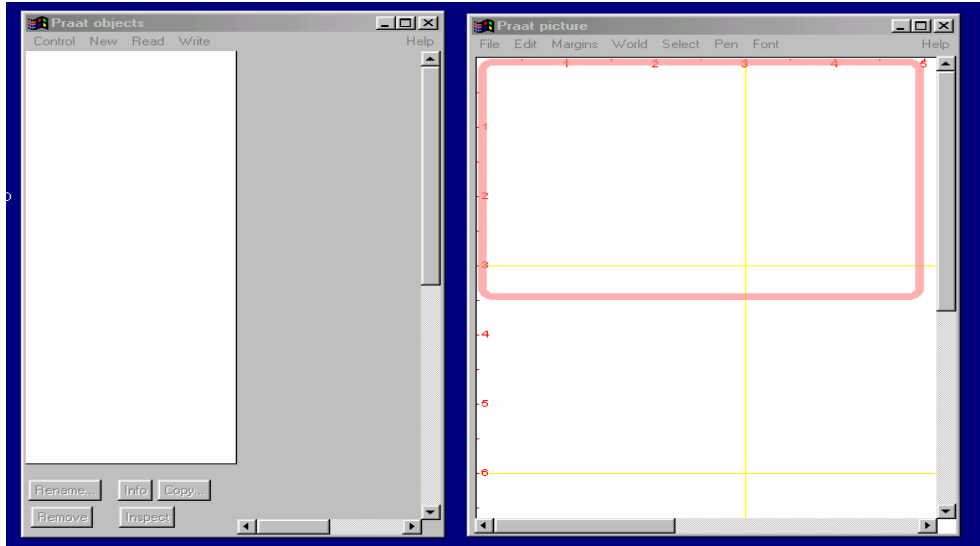 Praat objects
Control New Read Write Help
Rename... Info Copy...
Remove Inspect
Praat picture
File Edit Margins World Select Pen Font Help
1 2 3 4 5
1
2
3
4
5
6